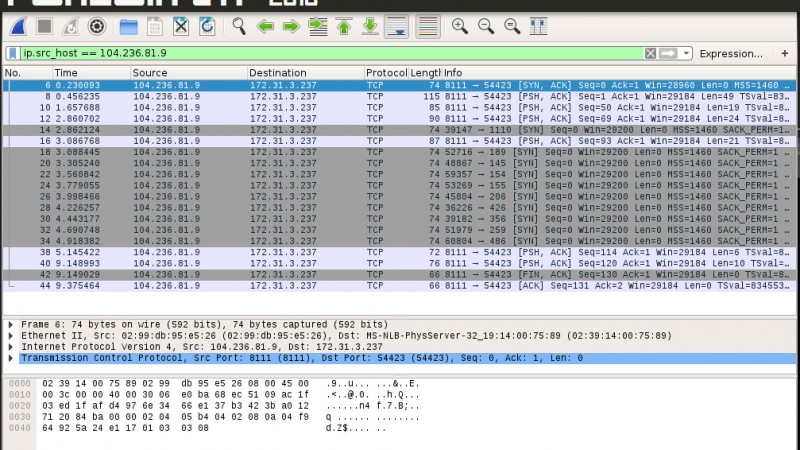 2016
ip.src_host == 104.236.81.9
Expression...
+
No. Time Source Destination Protocol Length Info
6 0.230093 104.236.81.9 172.31.3.237 TCP 74 8111 → 54423 [SYN, ACK] Seq=0 Ack=1 Win=28960 Len=0 MSS=1460 ...
8 0.456235 104.236.81.9 172.31.3.237 TCP 115 8111 → 54423 [PSH, ACK] Seq=1 Ack=1 Win=29184 Len=49 TSval=83...
10 1.657688 104.236.81.9 172.31.3.237 TCP 85 8111 → 54423 [PSH, ACK] Seq=50 Ack=1 Win=29184 Len=19 TSval=8...
12 2.860702 104.236.81.9 172.31.3.237 TCP 90 8111 → 54423 [PSH, ACK] Seq=69 Ack=1 Win=29184 Len=24 TSval=8...
14 2.862124 104.236.81.9 172.31.3.237 TCP 74 39147 → 1110 [SYN] Seq=0 Win=29200 Len=0 MSS=1460 SACK_PERM=1...
16 3.086768 104.236.81.9 172.31.3.237 TCP 87 8111 → 54423 [PSH, ACK] Seq=93 Ack=1 Win=29184 Len=21 TSval=8...
18 3.088445 104.236.81.9 172.31.3.237 TCP 74 52716 → 189 [SYN] Seq=0 Win=29200 Len=0 MSS=1460 SACK_PERM=1 ...
20 3.305240 104.236.81.9 172.31.3.237 TCP 74 48867 → 145 [SYN] Seq=0 Win=29200 Len=0 MSS=1460 SACK_PERM=1 ...
22 3.560842 104.236.81.9 172.31.3.237 TCP 74 59357 → 154 [SYN] Seq=0 Win=29200 Len=0 MSS=1460 SACK_PERM=1 ...
24 3.779055 104.236.81.9 172.31.3.237 TCP 74 53269 → 155 [SYN] Seq=0 Win=29200 Len=0 MSS=1460 SACK_PERM=1 ...
26 3.998466 104.236.81.9 172.31.3.237 TCP 74 45804 → 206 [SYN] Seq=0 Win=29200 Len=0 MSS=1460 SACK_PERM=1 ...
28 4.226257 104.236.81.9 172.31.3.237 TCP 74 36226 → 426 [SYN] Seq=0 Win=29200 Len=0 MSS=1460 SACK_PERM=1 ...
30 4.443177 104.236.81.9 172.31.3.237 TCP 74 39182 → 356 [SYN] Seq=0 Win=29200 Len=0 MSS=1460 SACK_PERM=1 ...
32 4.690748 104.236.81.9 172.31.3.237 TCP 74 51979 → 259 [SYN] Seq=0 Win=29200 Len=0 MSS=1460 SACK_PERM=1 ...
34 4.918382 104.236.81.9 172.31.3.237 TCP 74 60804 → 486 [SYN] Seq=0 Win=29200 Len=0 MSS=1460 SACK_PERM=1 ...
38 5.145422 104.236.81.9 172.31.3.237 TCP 72 8111 → 54423 [PSH, ACK] Seq=114 Ack=1 Win=29184 Len=6 TSval=8...
40 9.148993 104.236.81.9 172.31.3.237 TCP 76 8111 → 54423 [PSH, ACK] Seq=120 Ack=1 Win=29184 Len=10 TSval=...
42 9.149029 104.236.81.9 172.31.3.237 TCP 66 8111 → 54423 [FIN, ACK] Seq=130 Ack=1 Win=29184 Len=0 TSval=8...
44 9.375464 104.236.81.9 172.31.3.237 TCP 66 8111 → 54423 [ACK] Seq=131 Ack=2 Win=29184 Len=0 TSval=834553...
Frame 6: 74 bytes on wire (592 bits), 74 bytes captured (592 bits)
Ethernet II, Src: 02:99:db:95:e5:26 (02:99:db:95:e5:26), Dst: MS-NLB-PhysServer-32_19:14:00:75:89 (02:39:14:00:75:89)
Internet Protocol Version 4, Src: 104.236.81.9, Dst: 172.31.3.237
Transmission Control Protocol, Src Port: 8111 (8111), Dst Port: 54423 (54423), Seq: 0, Ack: 1, Len: 0
0000 02 39 14 00 75 89 02 99 db 95 e5 26 08 00 45 00 .9..u... ...&..E.
0010 00 3c 00 00 40 00 30 06 e0 ba 68 ec 51 09 ac 1f .<..@.0. ..h.Q...
0020 03 ed 1f af d4 97 6e 34 66 e1 37 b3 42 3b a0 12 ......n4 f.7.B;..
0030 71 20 84 ba 00 00 02 04 05 b4 04 02 08 0a 04 f9 q ...... ........
0040 64 92 5a 24 e1 17 01 03 03 08 d.Z$.... ..